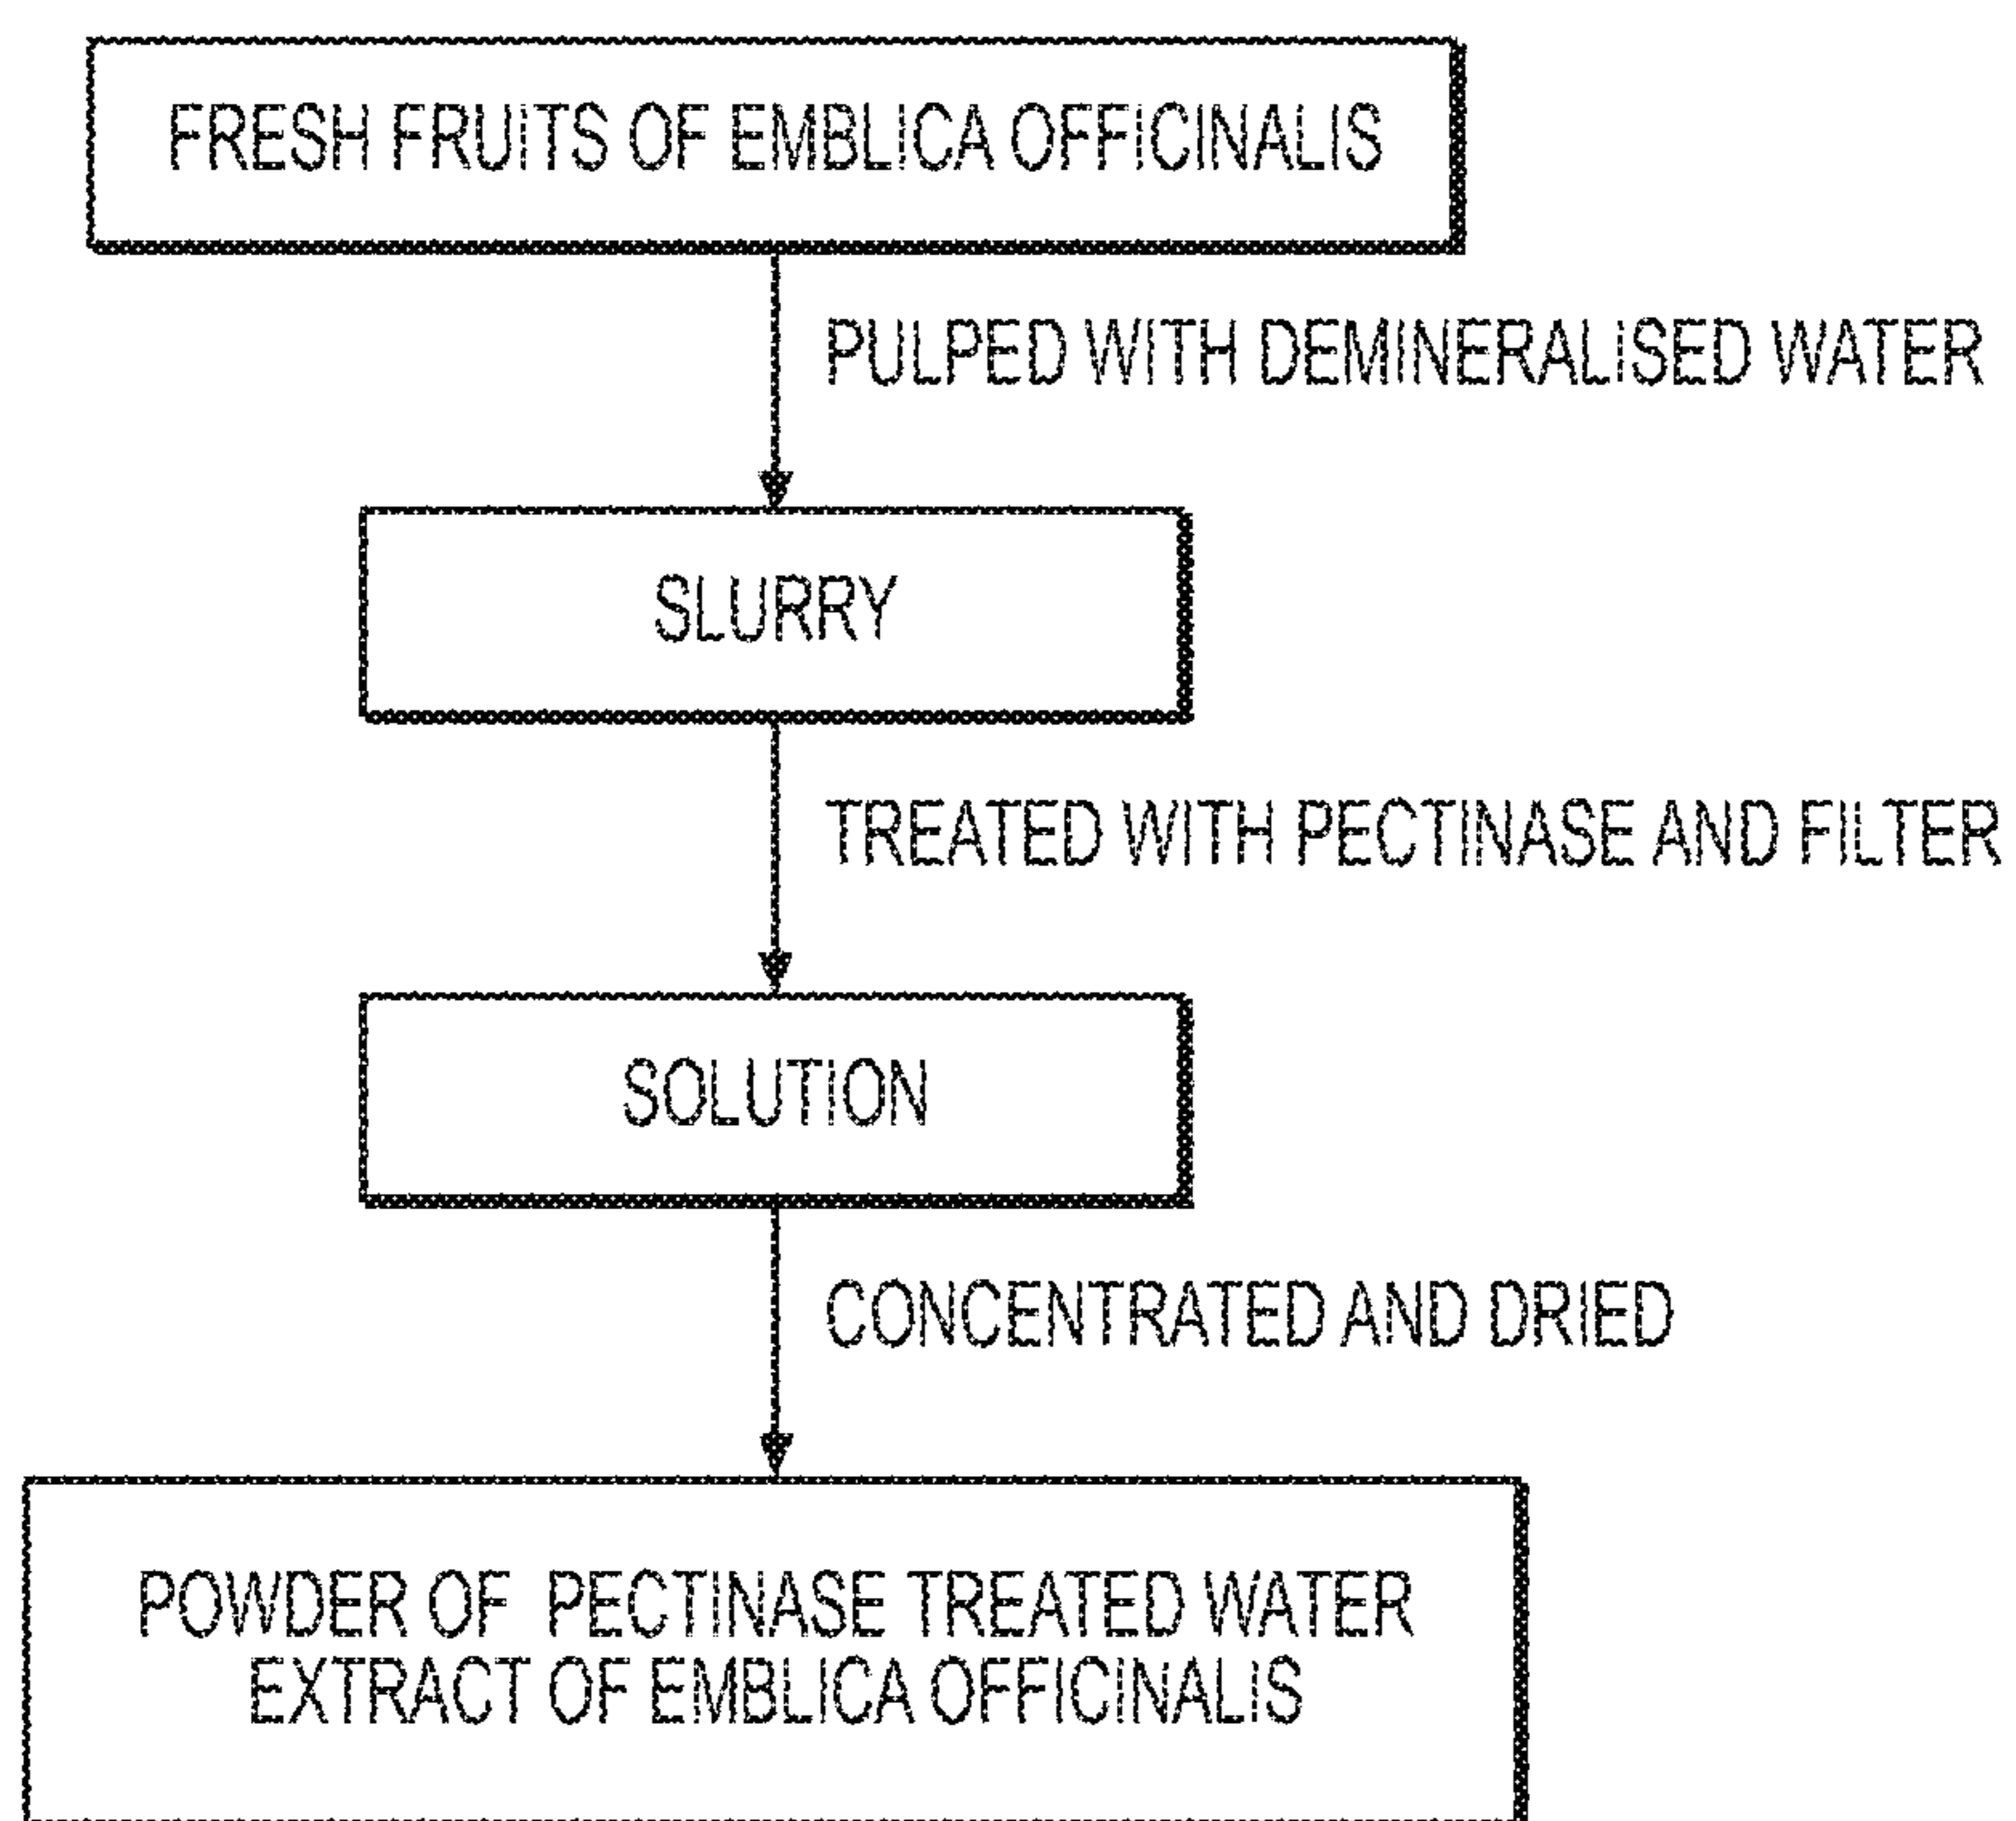 FRESH FRUITS OF EMBLICA OFFICINALIS
PULPED WITH DEMINERALISED WATER
SLURRY
TREATED WITH PECTINASE AND FILTER
SOLUTION
CONCENTRATED AND DRIED
POWDER OF PECTINASE TREATED WATER
EXTRACT OF EMBLICA OFFICINALIS